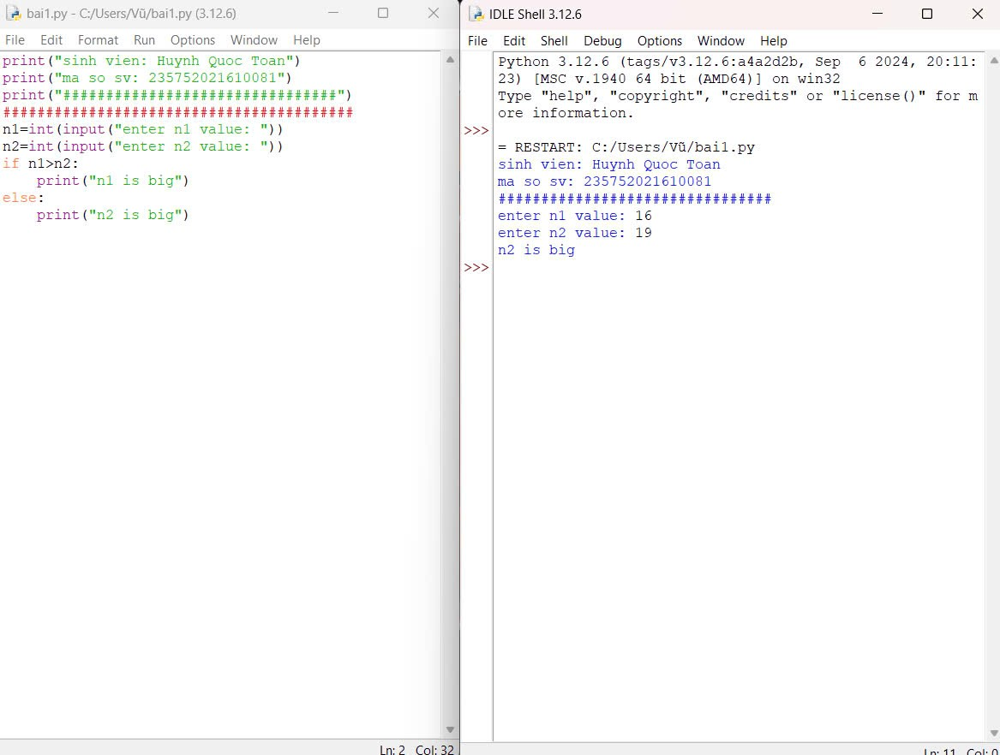 bai1.py - C:/Users/Vũ/bai1.py (3.12.6)
File Edit Format Run Options Window Help
print("sinh vien: Huynh Quoc Toan")
print("ma so sv: 235752021610081")
print("################################")
#########################################
n1=int(input("enter n1 value: "))
n2=int(input("enter n2 value: "))
if n1>n2:
    print("n1 is big")
else:
    print("n2 is big")
Ln: 2 Col: 32
IDLE Shell 3.12.6
File Edit Shell Debug Options Window Help
Python 3.12.6 (tags/v3.12.6:a4a2d2b, Sep  6 2024, 20:11:
23) [MSC v.1940 64 bit (AMD64)] on win32
Type "help", "copyright", "credits" or "license()" for m
ore information.
>>>
= RESTART: C:/Users/Vũ/bai1.py
sinh vien: Huynh Quoc Toan
ma so sv: 235752021610081
################################
enter n1 value: 16
enter n2 value: 19
n2 is big
>>>
Ln: 11 Col: 0